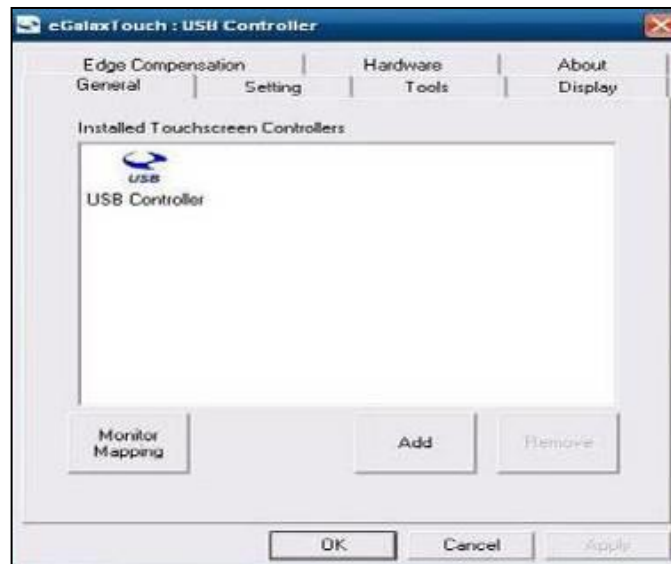 eGalaxTouch : USB Controller
Edge Compensation Hardware About
General Setting Tools Display
Installed Touchscreen Controllers
USB
USB Controller
Monitor
Mapping
Add Remove
OK Cancel Apply